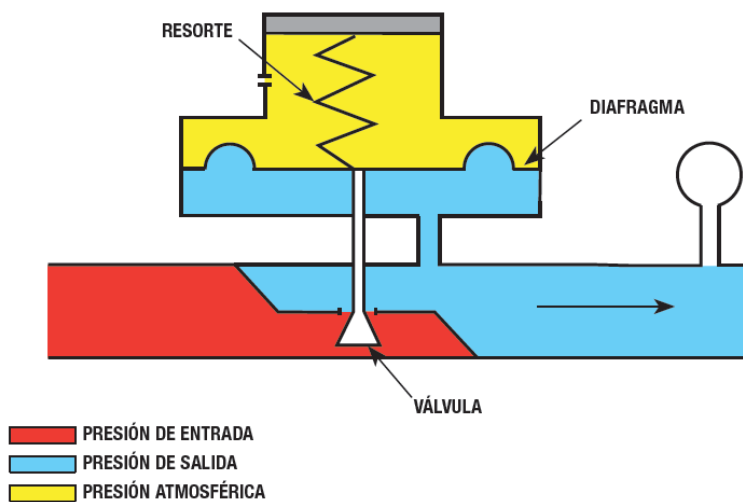 RESORTE
DIAFRAGMA
VÁLVULA
PRESIÓN DE ENTRADA
PRESIÓN DE SALIDA
PRESIÓN ATMOSFÉRICA